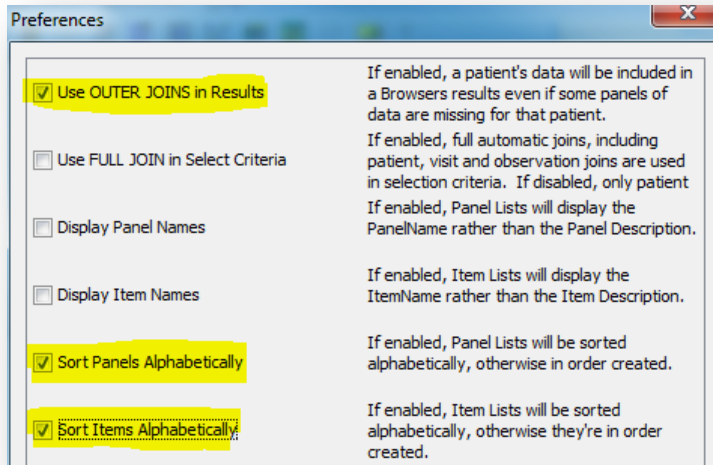 Preferences
Use OUTER JOINS in Results
If enabled, a patient's data will be included in
a Browsers results even if some panels of
data are missing for that patient.
Use FULL JOIN in Select Criteria
If enabled, full automatic joins, including
patient, visit and observation joins are used
in selection criteria. If disabled, only patient
Display Panel Names
If enabled, Panel Lists will display the
PanelName rather than the Panel Description.
Display Item Names
If enabled, Item Lists will display the
ItemName rather than the Item Description.
Sort Panels Alphabetically
If enabled, Panel Lists will be sorted
alphabetically, otherwise in order created.
Sort Items Alphabetically
If enabled, Item Lists will be sorted
alphabetically, otherwise they're in order
created.